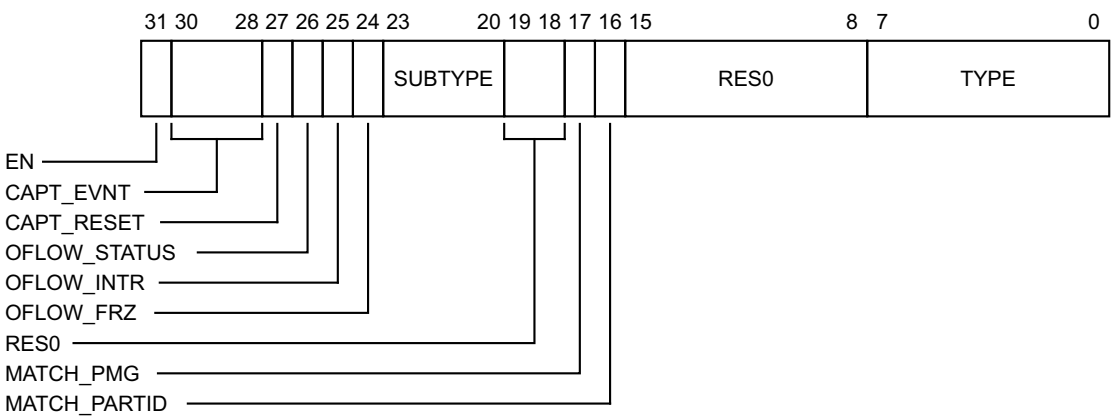 31 30 28 27 26 25 24 23 20 19 18 17 16 15 8 7 0
SUBTYPE RES0 TYPE
EN
CAPT_EVNT
CAPT_RESET
OFLOW_STATUS
OFLOW_INTR
OFLOW_FRZ
RES0
MATCH_PMG
MATCH_PARTID